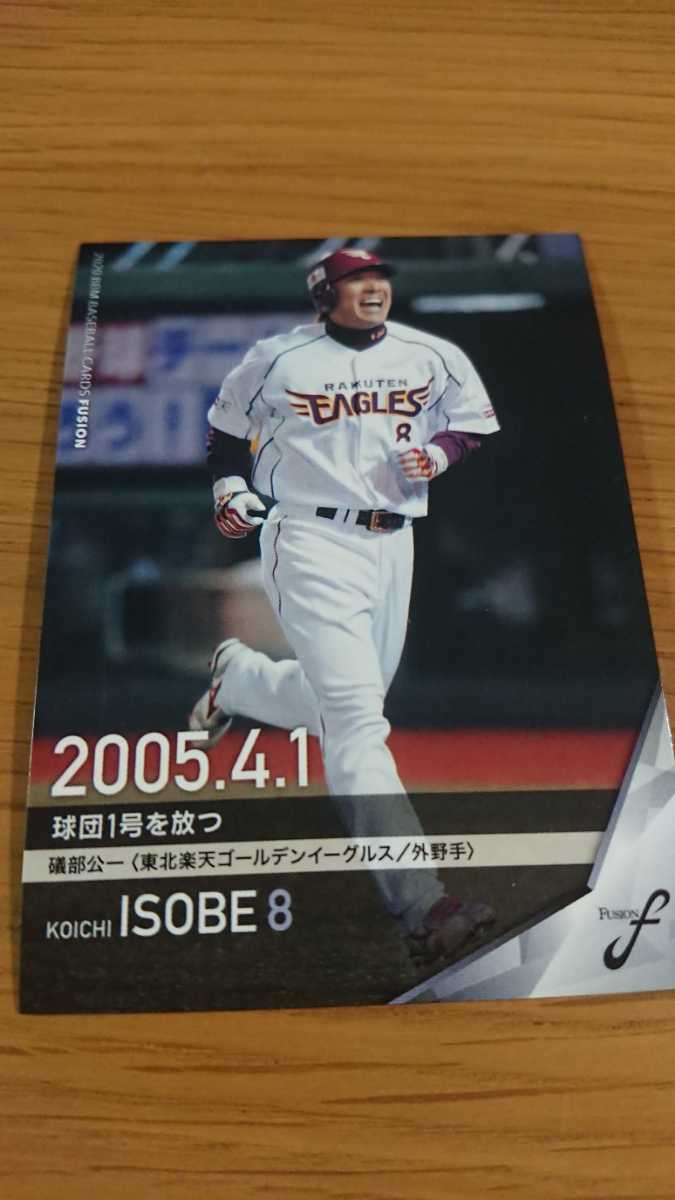 2020 BBM BASEBALL CARDS FUSION
RAKUTEN
EAGLES
8
2005.4.1
球団1号を放つ
礒部公一〈東北楽天ゴールデンイーグルス/外野手〉
KOICHI ISOBE 8
FUSION
f